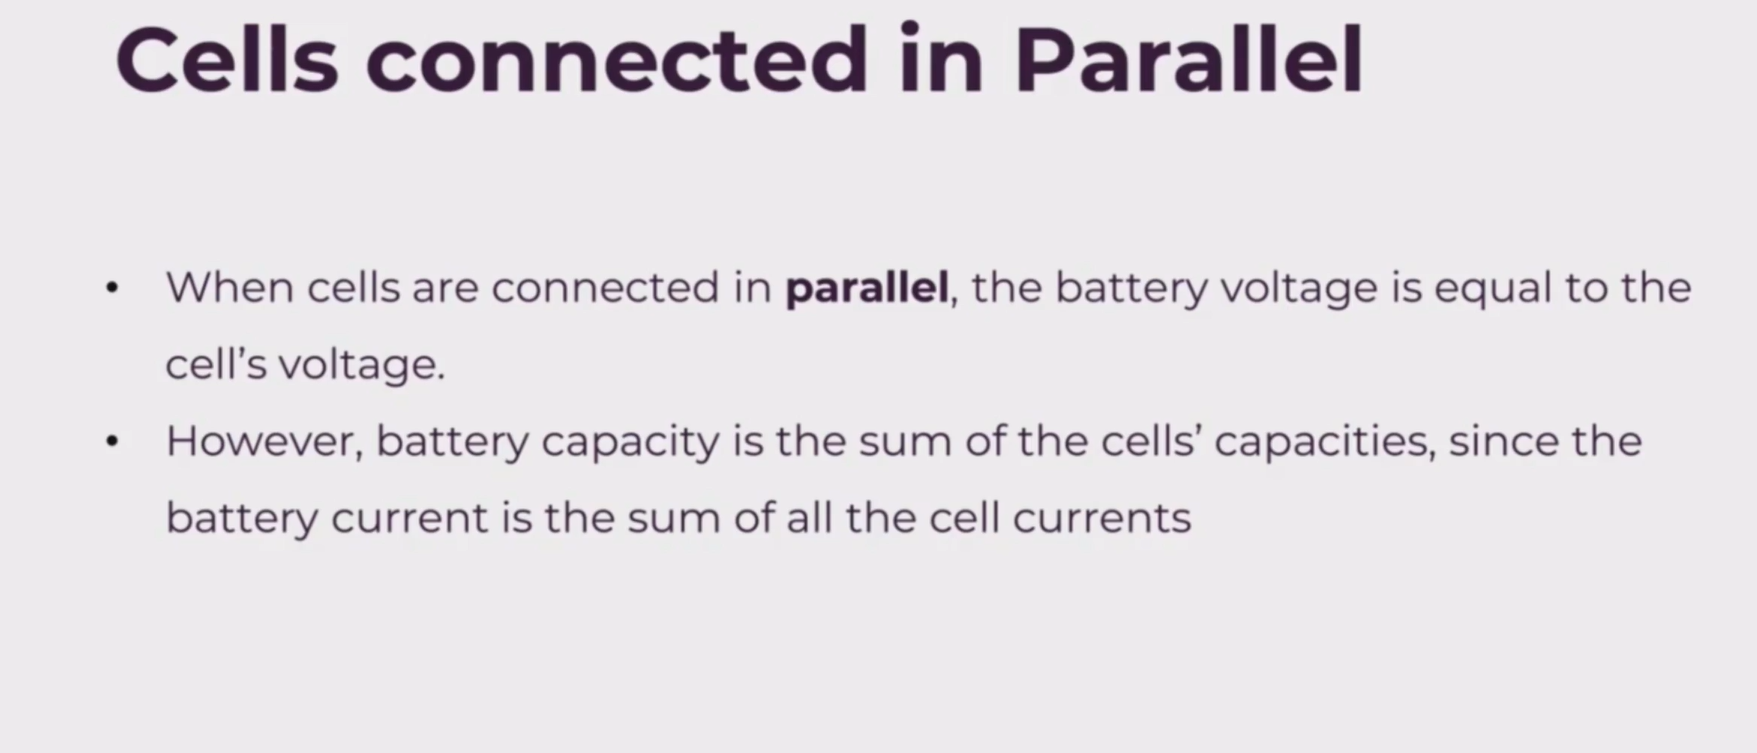 Cells connected in Parallel
• When cells are connected in parallel, the battery voltage is equal to the
cell’s voltage.
• However, battery capacity is the sum of the cells’ capacities, since the
battery current is the sum of all the cell currents